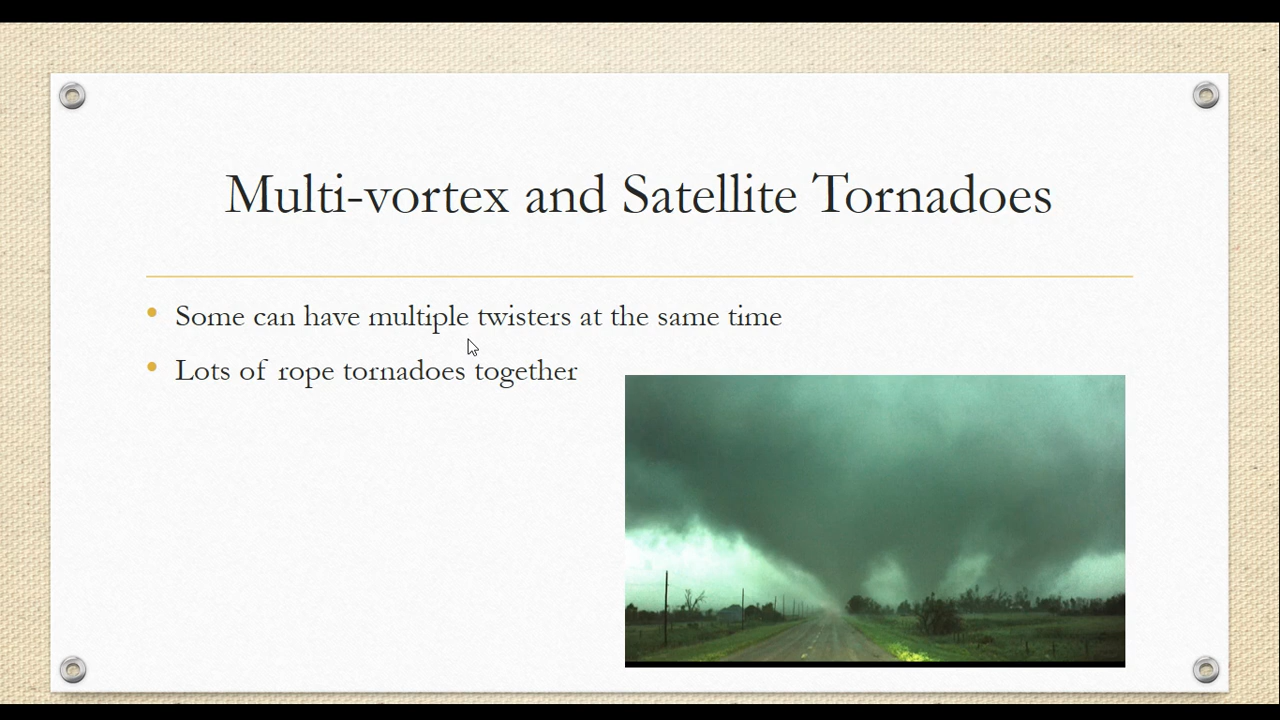 Multi-vortex and Satellite Tornadoes
Some can have multiple twisters at the same time
Lots of rope tornadoes together